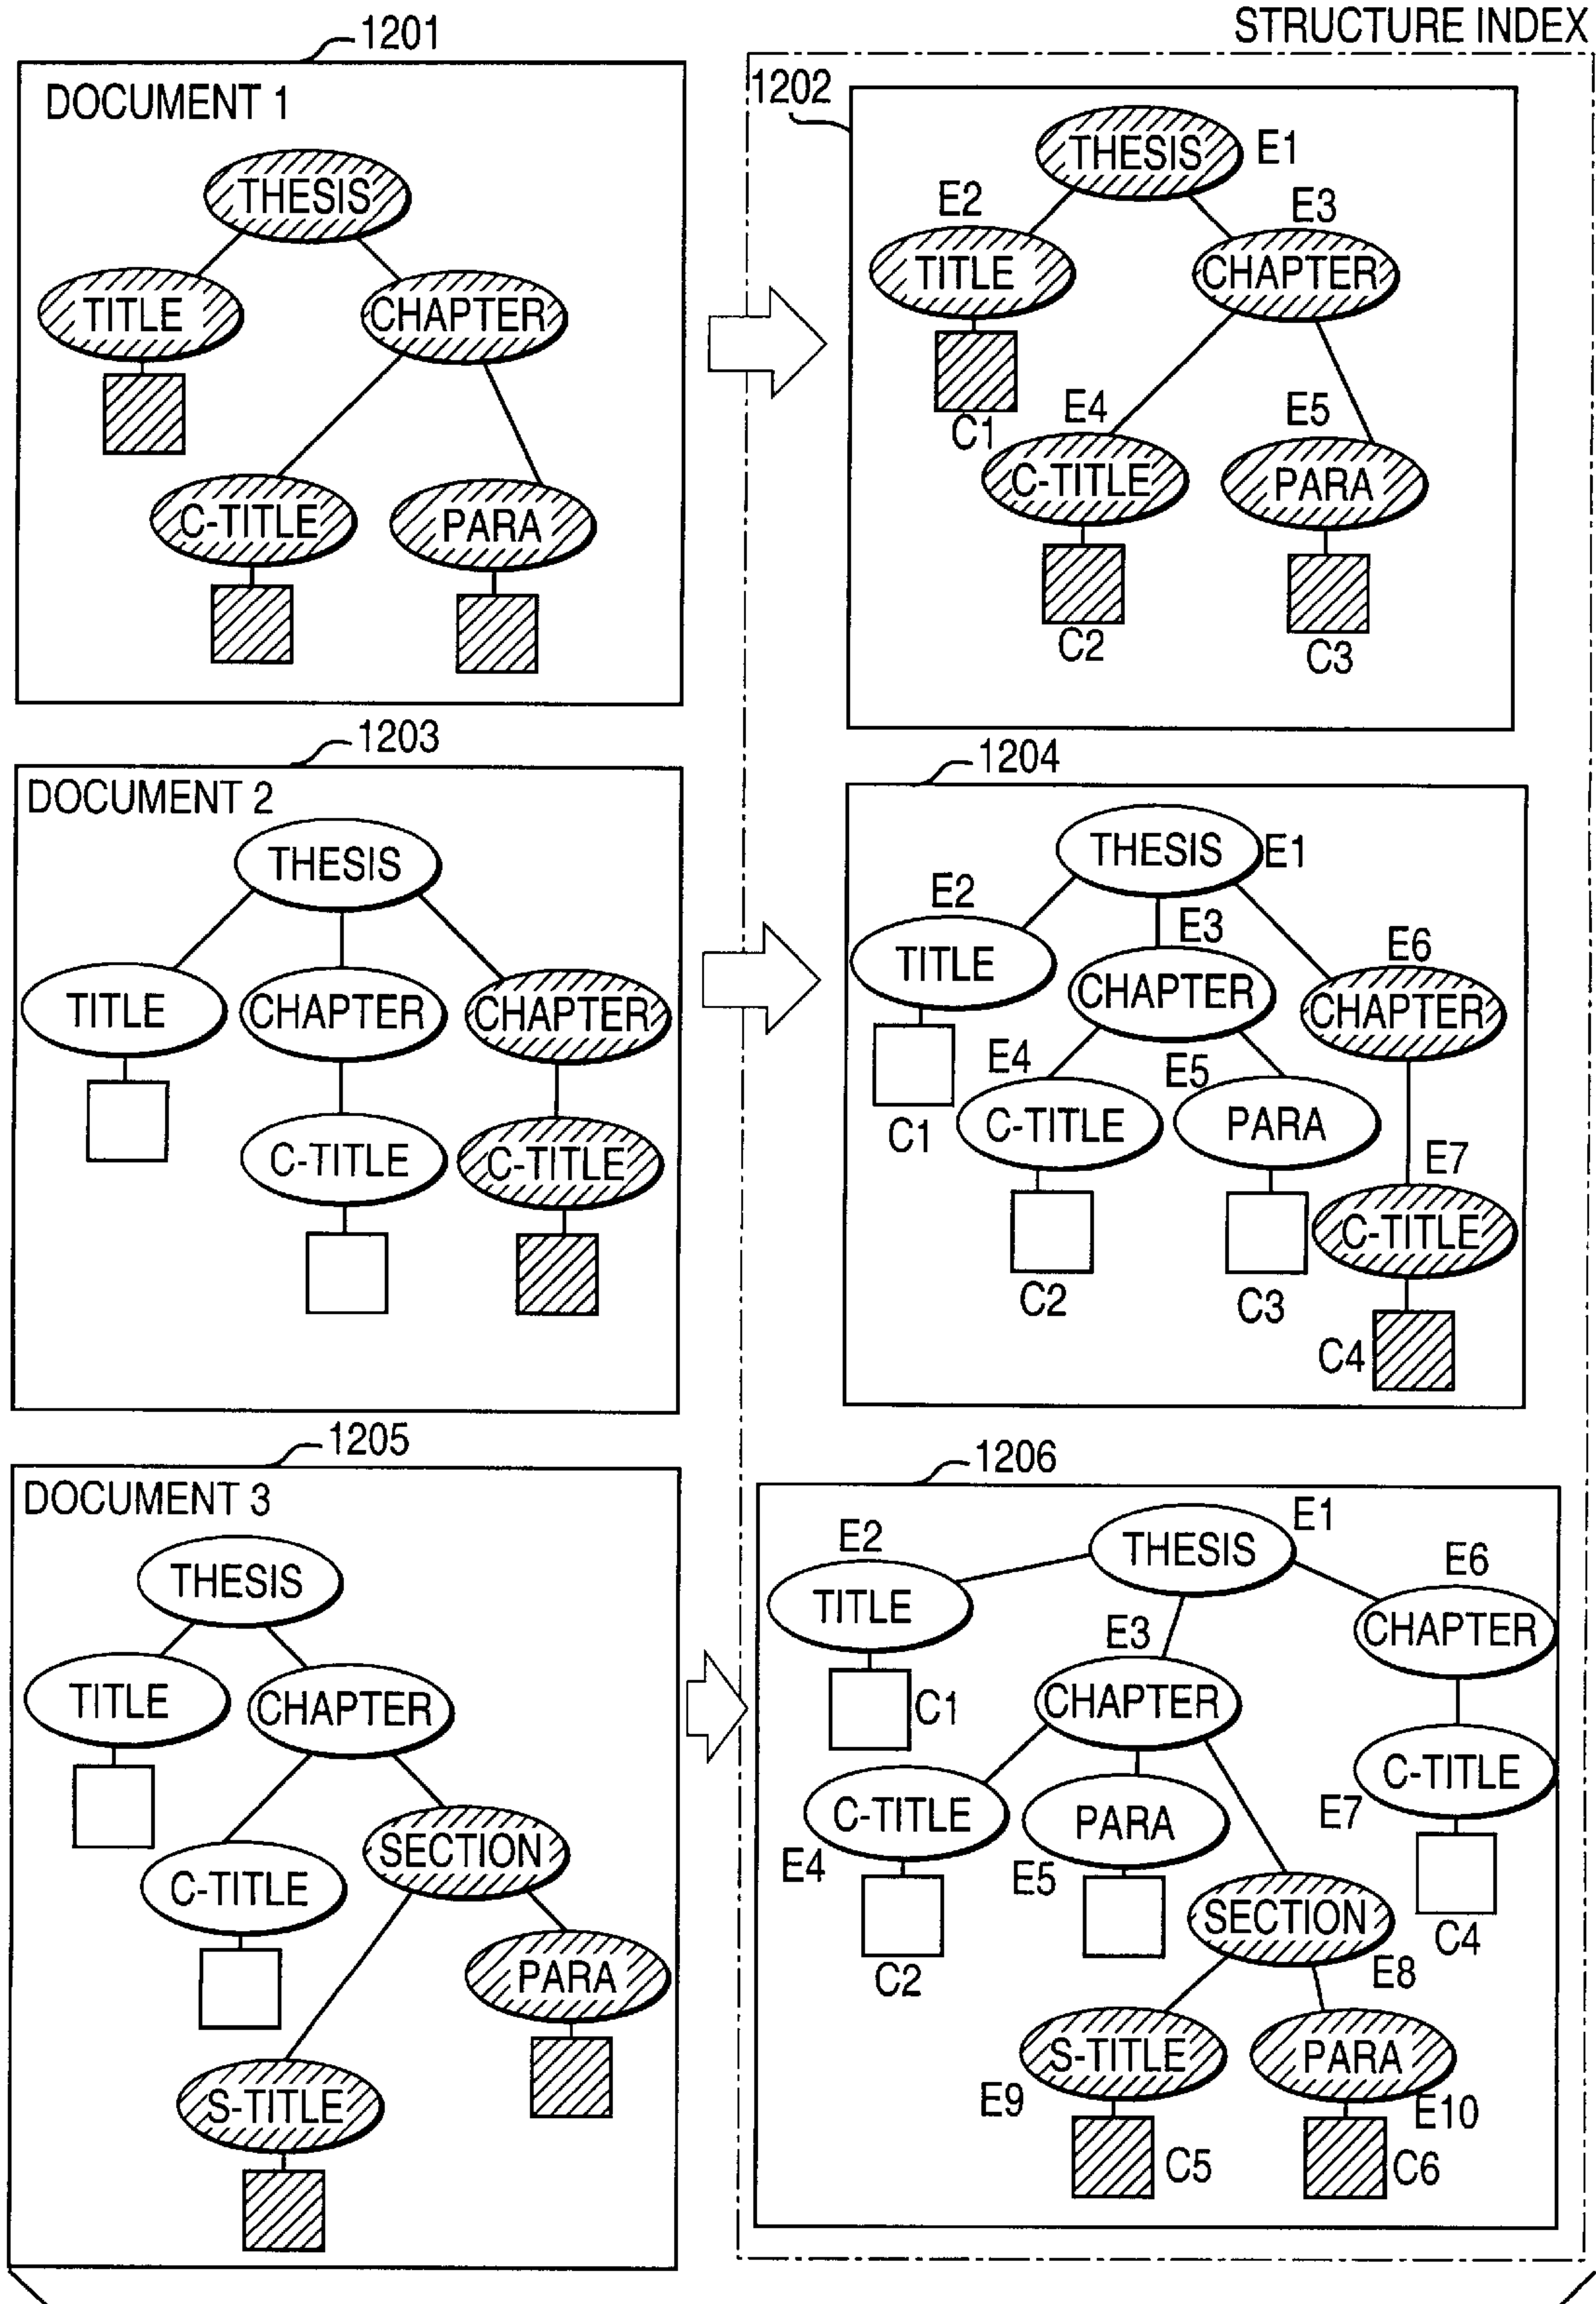 STRUCTURE INDEX
1201
DOCUMENT 1
THESIS
TITLE
CHAPTER
C-TITLE
PARA
1202
THESIS
E1
E2
E3
TITLE
CHAPTER
C1
E4
E5
C-TITLE
PARA
C2
C3
1203
DOCUMENT 2
THESIS
TITLE
CHAPTER
CHAPTER
C-TITLE
C-TITLE
1204
THESIS
E1
E2
E3
E6
TITLE
CHAPTER
CHAPTER
E4
E5
C1
C-TITLE
PARA
E7
C-TITLE
C2
C3
C4
1205
DOCUMENT 3
THESIS
TITLE
CHAPTER
C-TITLE
SECTION
PARA
S-TITLE
1206
E1
E2
THESIS
E6
TITLE
CHAPTER
E3
C1
CHAPTER
C-TITLE
E7
C-TITLE
PARA
E4
E5
SECTION
C4
C2
E8
S-TITLE
PARA
E9
E10
C5
C6